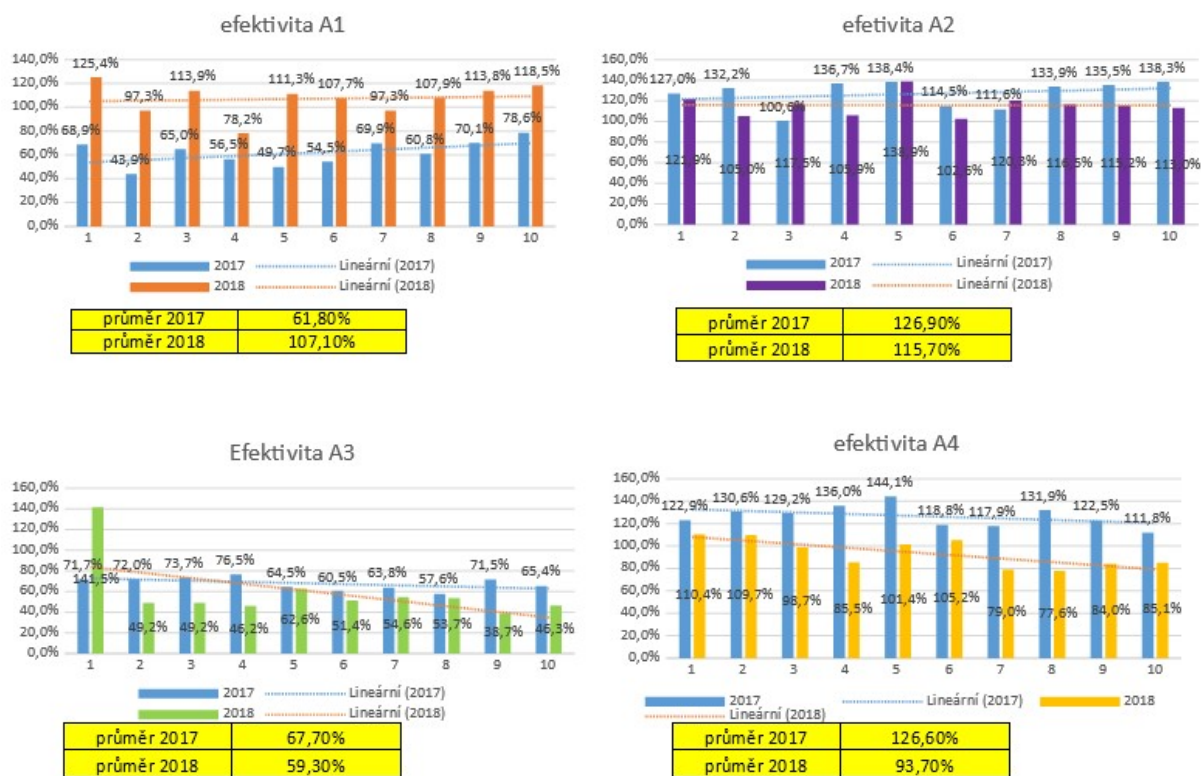 efektivita A1
140,0%
120,0%
100,0%
80,0%
60,0%
40,0%
20,0%
0,0%
125,4% 97,3% 113,9% 78,2% 111,3% 107,7% 97,3% 107,9% 113,8% 118,5%
68,9% 43,9% 65,0% 56,5% 49,7% 54,5% 69,9% 60,8% 70,1% 78,6%
1 2 3 4 5 6 7 8 9 10
2017 Lineární (2017)
2018 Lineární (2018)
průměr 2017 61,80%
průměr 2018 107,10%
efetivita A2
160,0%
140,0%
120,0%
100,0%
80,0%
60,0%
40,0%
20,0%
0,0%
127,0% 132,2% 100,6% 136,7% 138,4% 114,5% 111,6% 133,9% 135,5% 138,3%
121,9% 105,0% 117,5% 105,9% 138,9% 102,6% 120,3% 116,5% 115,2% 113,0%
1 2 3 4 5 6 7 8 9 10
2017 Lineární (2017)
2018 Lineární (2018)
průměr 2017 126,90%
průměr 2018 115,70%
Efektivita A3
160,0%
140,0%
120,0%
100,0%
80,0%
60,0%
40,0%
20,0%
0,0%
71,7% 72,0% 73,7% 76,5% 64,5% 60,5% 63,8% 57,6% 71,5% 65,4%
141,5% 49,2% 49,2% 46,2% 62,6% 51,4% 54,6% 53,7% 38,7% 46,3%
1 2 3 4 5 6 7 8 9 10
2017 Lineární (2017)
2018 Lineární (2018)
průměr 2017 67,70%
průměr 2018 59,30%
efektivita A4
160,0%
140,0%
120,0%
100,0%
80,0%
60,0%
40,0%
20,0%
0,0%
122,9% 130,6% 129,2% 136,0% 144,1% 118,8% 117,9% 131,9% 122,5% 111,8%
110,4% 109,7% 98,7% 85,5% 101,4% 105,2% 79,0% 77,6% 84,0% 85,1%
1 2 3 4 5 6 7 8 9 10
2017 Lineární (2017) 2018
Lineární (2018)
průměr 2017 126,60%
průměr 2018 93,70%